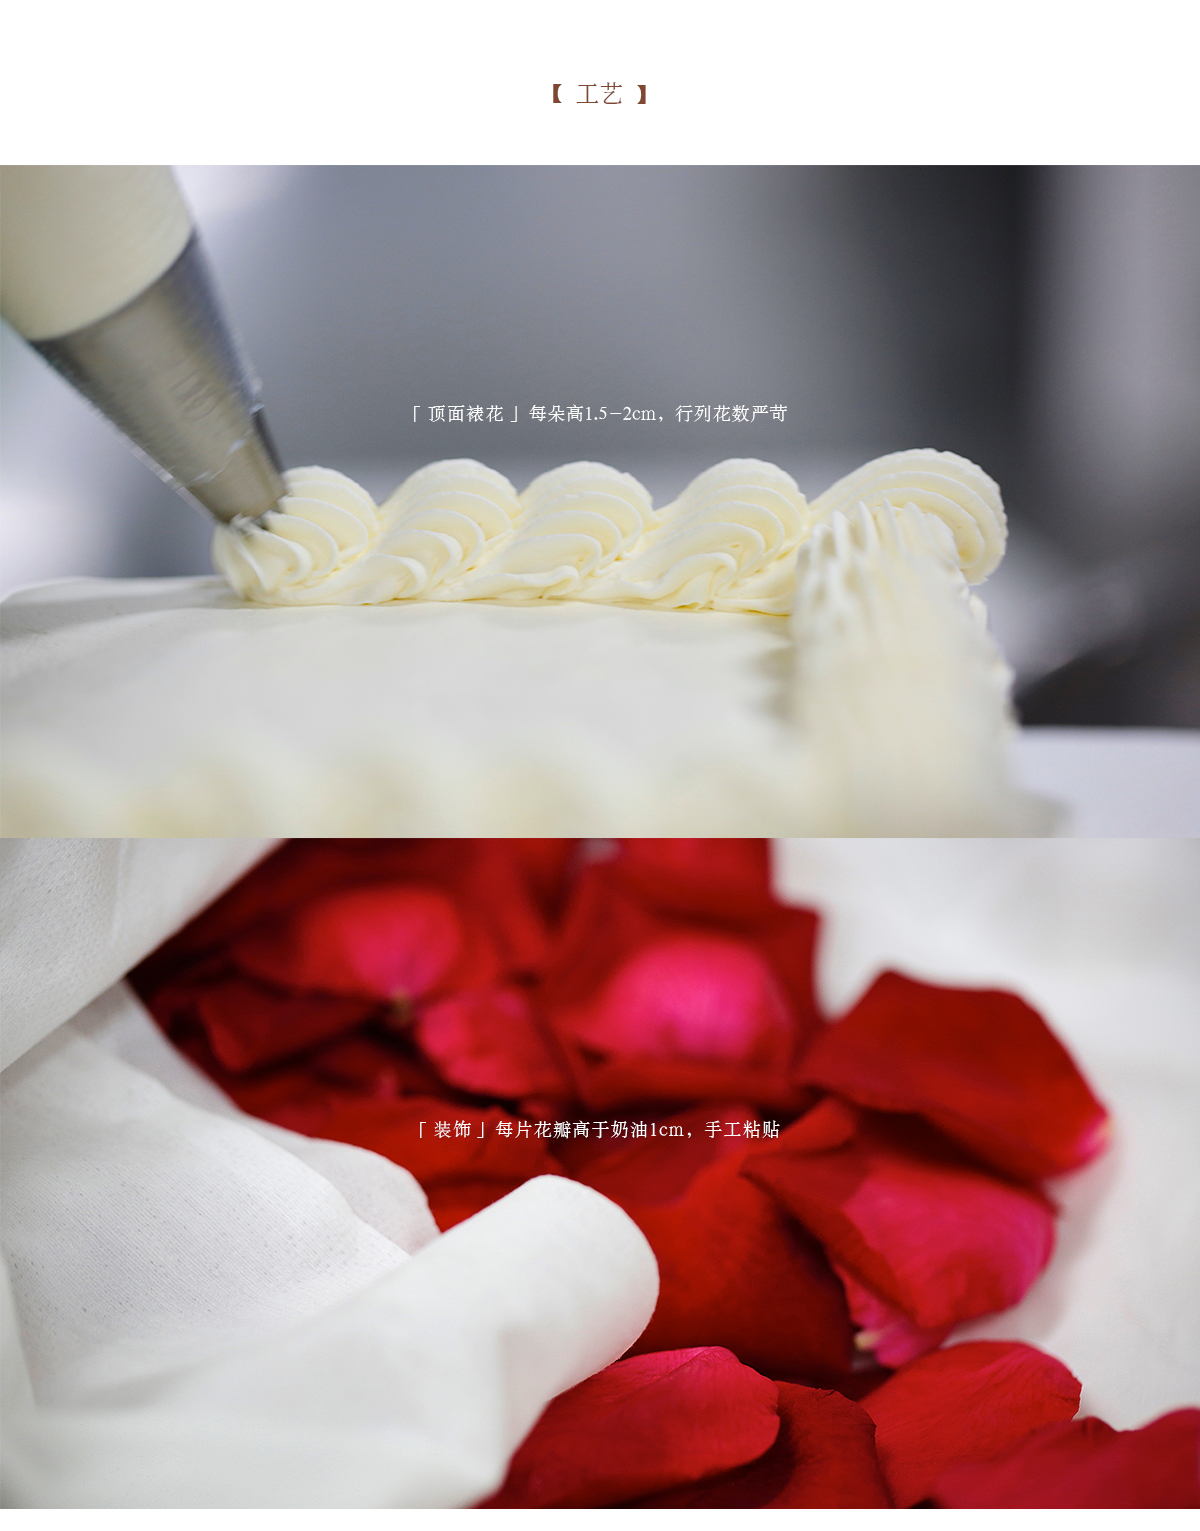 【 工艺 】
「 顶面裱花 」每朵高1.5-2cm，行列花数严苛
「 装饰 」每片花瓣高于奶油1cm，手工粘贴